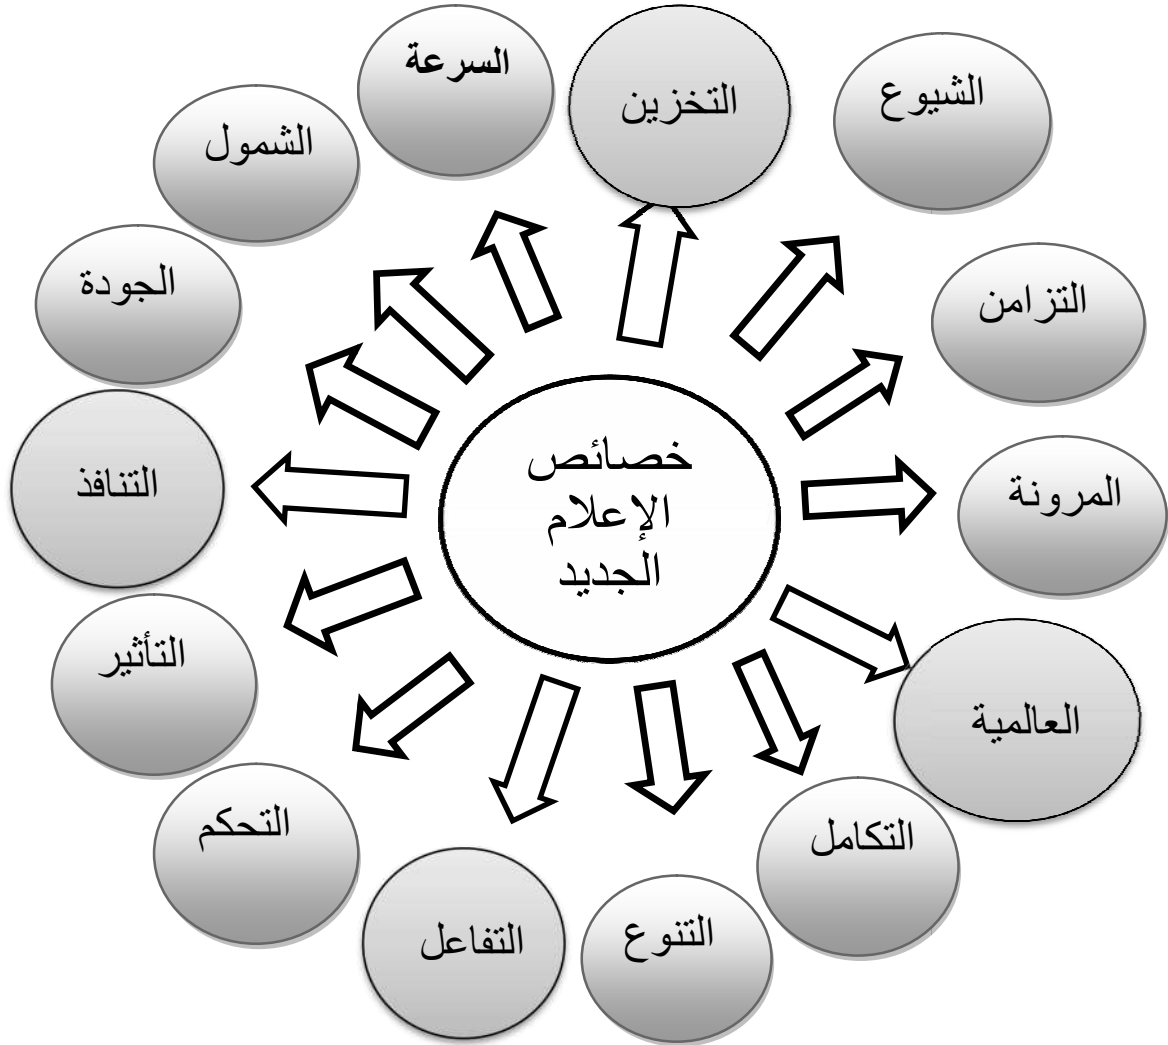 خصائص
الإعلام
الجديد
التخزين
الشيوع
التزامن
المرونة
العالمية
التكامل
التنوع
التفاعل
التحكم
التأثير
التنافذ
الجودة
الشمول
السرعة